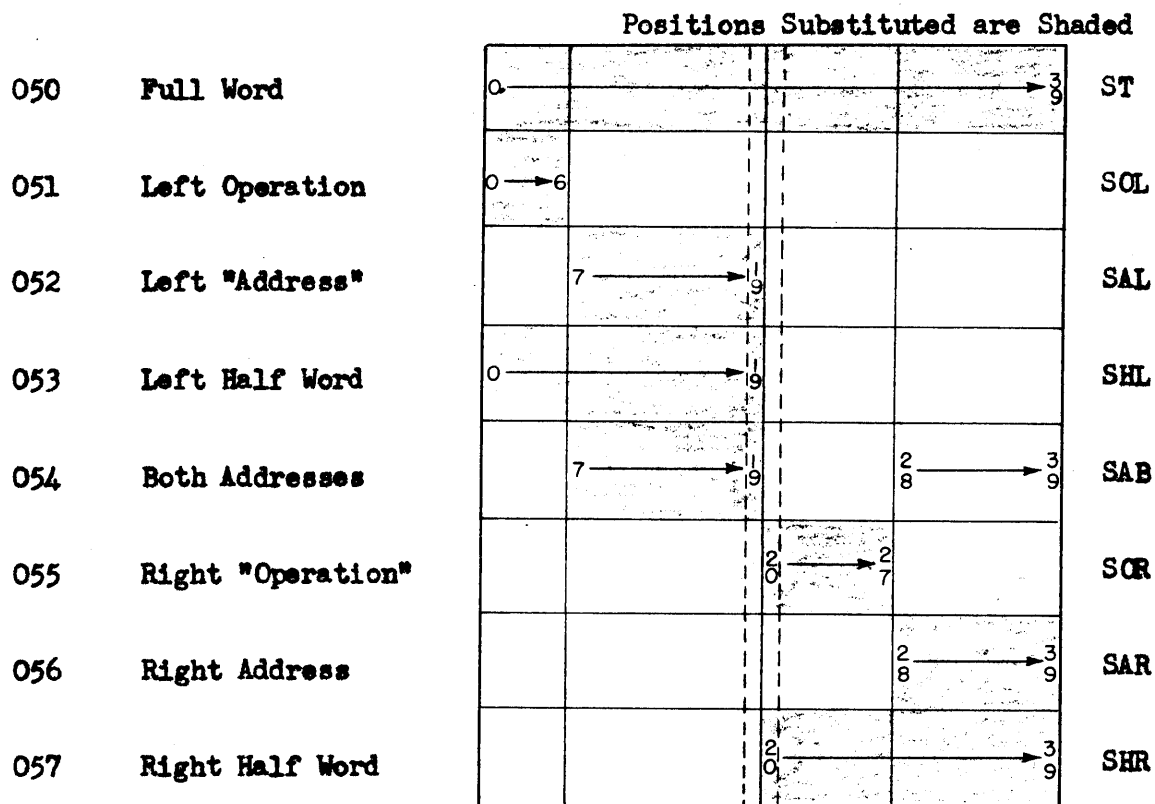 Positions Substituted are Shaded
050 Full Word 0 39 ST
051 Left Operation 0 6 SOL
052 Left "Address" 7 19 SAL
053 Left Half Word 0 19 SHL
054 Both Addresses 7 19 28 39 SAB
055 Right "Operation" 20 27 SOR
056 Right Address 28 39 SAR
057 Right Half Word 20 39 SHR